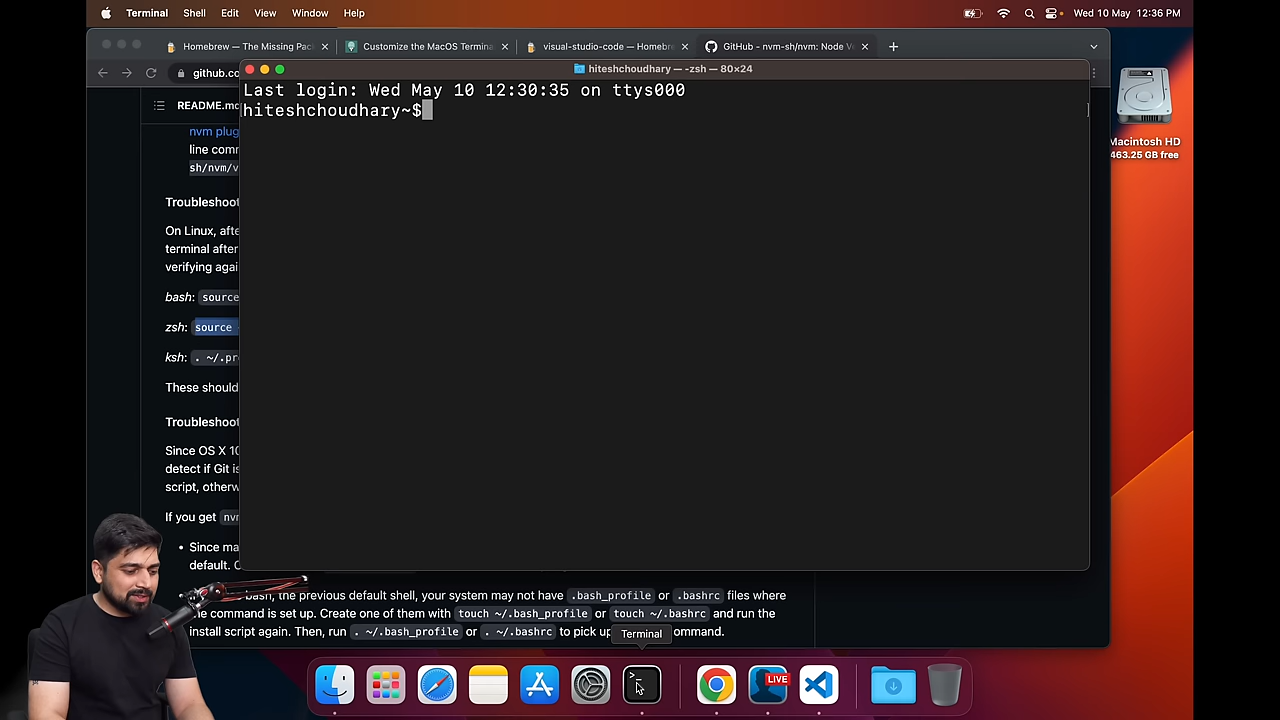 Terminal Shell Edit View Window Help Wed 10 May 12:36 PM
Homebrew — The Missing Pac Customize the MacOS Termina visual-studio-code — Homebre GitHub - nvm-sh/nvm: Node V
github.co
hiteshchoudhary — -zsh — 80×24
Last login: Wed May 10 12:30:35 on ttys000
hiteshchoudhary~$
Macintosh HD
463.25 GB free
README.md
nvm plug
line comm
sh/nvm/v
Troubleshoot
On Linux, afte
terminal after
verifying agai
bash: source
zsh: source
ksh: . ~/.pr
These should
Troubleshoot
Since OS X 10
detect if Git is
script, otherw
If you get nvm
• Since ma
default. C
bash, the previous default shell, your system may not have .bash_profile or .bashrc files where
the command is set up. Create one of them with touch ~/.bash_profile or touch ~/.bashrc and run the
install script again. Then, run . ~/.bash_profile or . ~/.bashrc to pick up ommand.
Terminal
LIVE